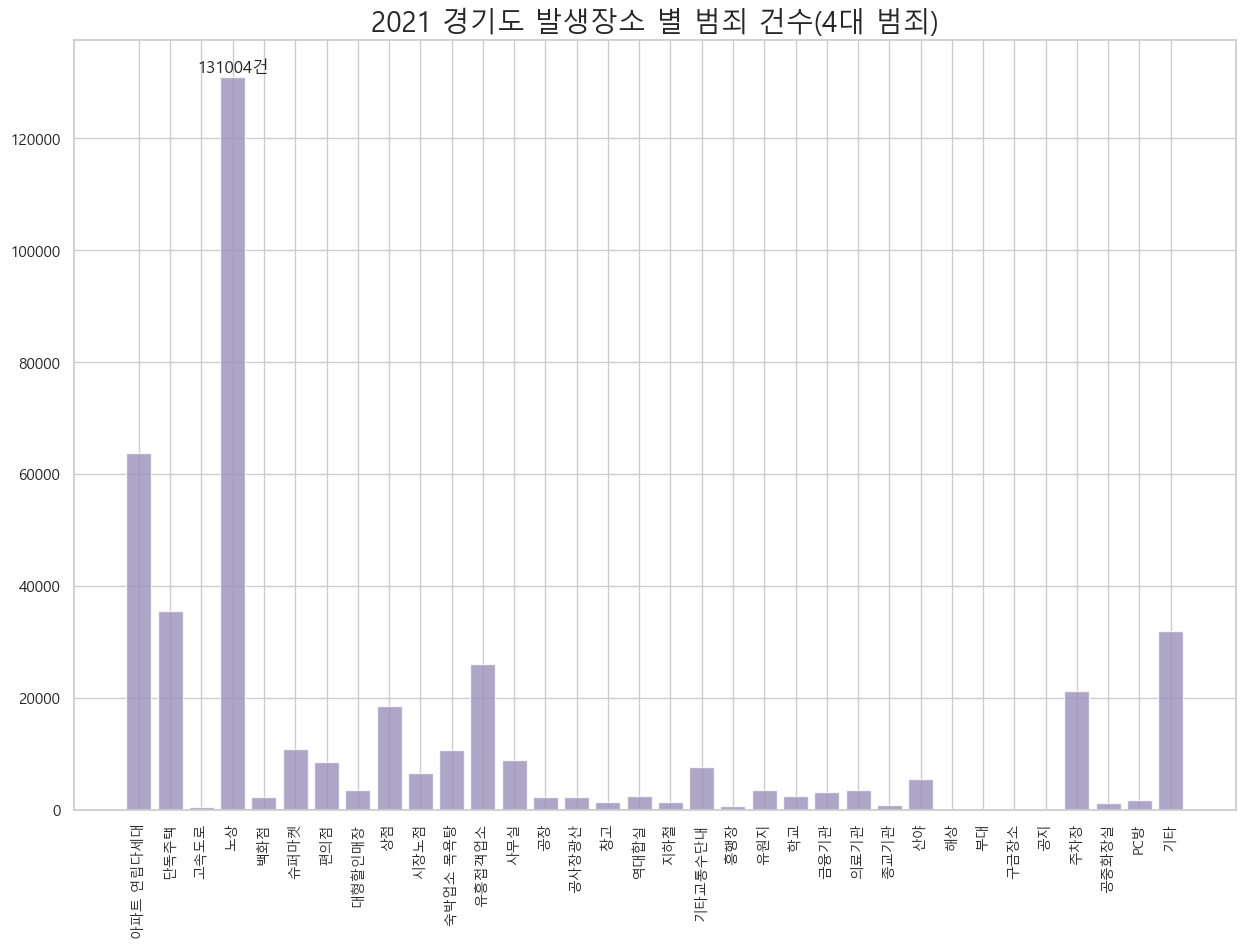 2021 경기도 발생장소 별 범죄 건수(4대 범죄)
131004건
120000
100000
80000
60000
40000
20000
0
아파트 연립다세대
단독주택
고속도로
노상
백화점
슈퍼마켓
편의점
대형할인매장
상점
시장노점
숙박업소 목욕탕
유흥접객업소
사무실
공장
공사장광산
창고
역대합실
지하철
기타교통수단내
흥행장
유원지
학교
금융기관
의료기관
종교기관
산야
해상
부대
구금장소
공지
주차장
공중화장실
PC방
기타